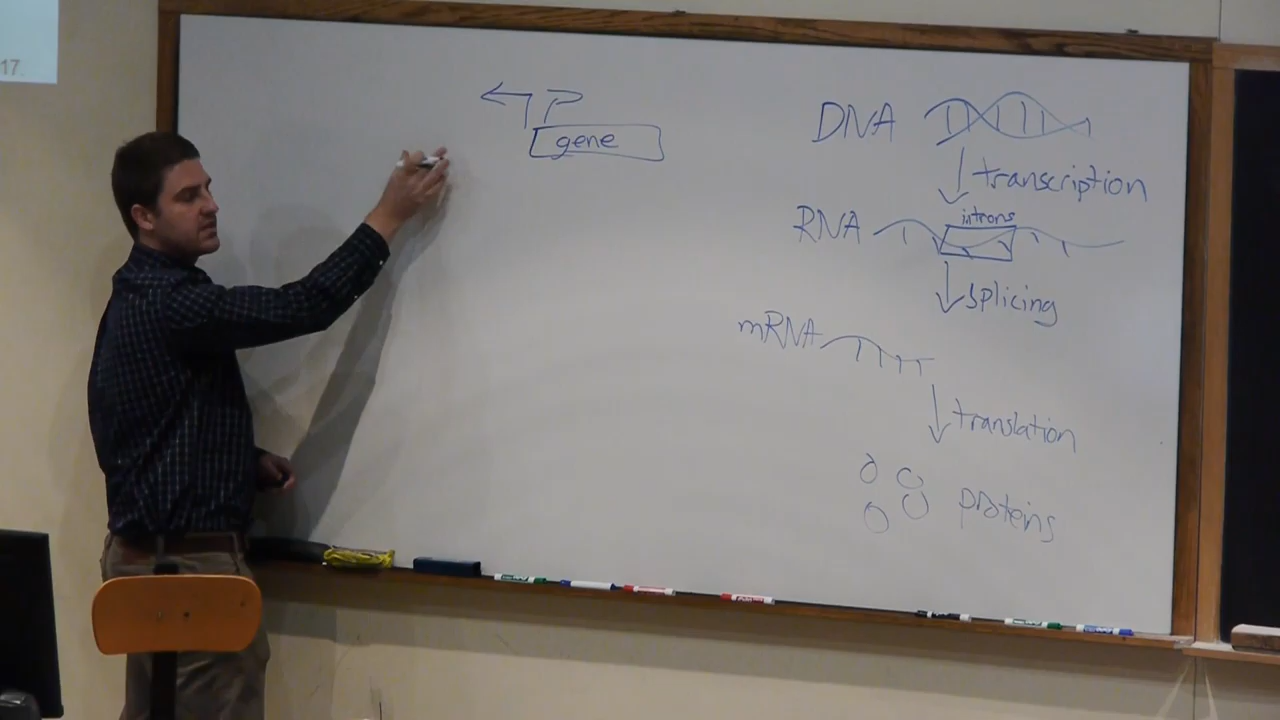 17
gene
DNA
transcription
introns
RNA
splicing
mRNA
translation
proteins